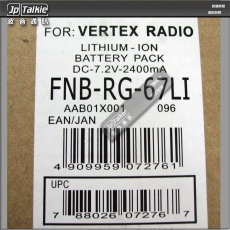 Jp Talkie
FOR: VERTEX RADIO
LITHIUM-ION
BATTERY PACK
DC-7.2V-2400mA
FNB-RG-67LI
AAB01X001 096
EAN/JAN
4 909959 072761
UPC
7 88026 07276 7